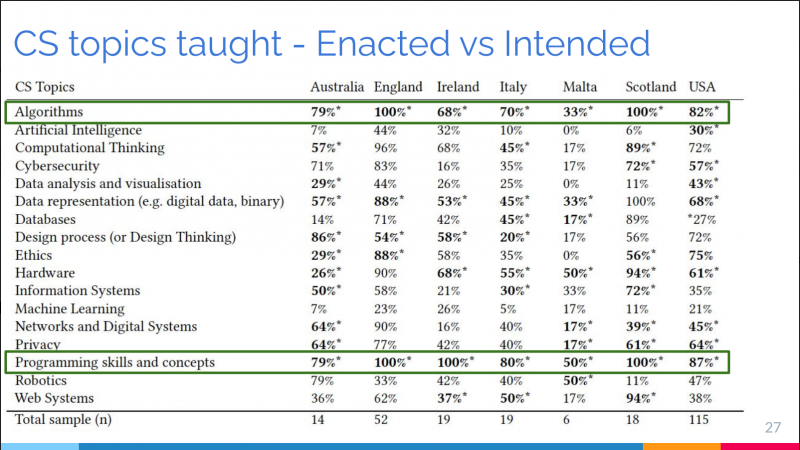 CS topics taught - Enacted vs Intended
CS Topics Australia England Ireland Italy Malta Scotland USA
Algorithms 79%* 100%* 68%* 70%* 33%* 100%* 82%*
Artificial Intelligence 7% 44% 32% 10% 0% 6% 30%*
Computational Thinking 57%* 96% 68% 45%* 17% 89%* 72%
Cybersecurity 71% 83% 16% 35% 17% 72%* 57%*
Data analysis and visualisation 29%* 44% 26% 25% 0% 11% 43%*
Data representation (e.g. digital data, binary) 57%* 88%* 53%* 45%* 33%* 100% 68%*
Databases 14% 71% 42% 45%* 17%* 89% *27%
Design process (or Design Thinking) 86%* 54%* 58%* 20%* 17% 56% 72%
Ethics 29%* 88%* 58% 35% 0% 56%* 75%
Hardware 26%* 90% 68%* 55%* 50%* 94%* 61%*
Information Systems 50%* 58% 21% 30%* 33% 72%* 35%
Machine Learning 7% 23% 26% 5% 17% 11% 21%
Networks and Digital Systems 64%* 90% 16% 40% 17%* 39%* 45%*
Privacy 64%* 77% 42% 40% 17%* 61%* 64%*
Programming skills and concepts 79%* 100%* 100%* 80%* 50%* 100%* 87%*
Robotics 79% 33% 42% 40% 50%* 11% 47%
Web Systems 36% 62% 37%* 50%* 17% 94%* 38%
Total sample (n) 14 52 19 19 6 18 115
27